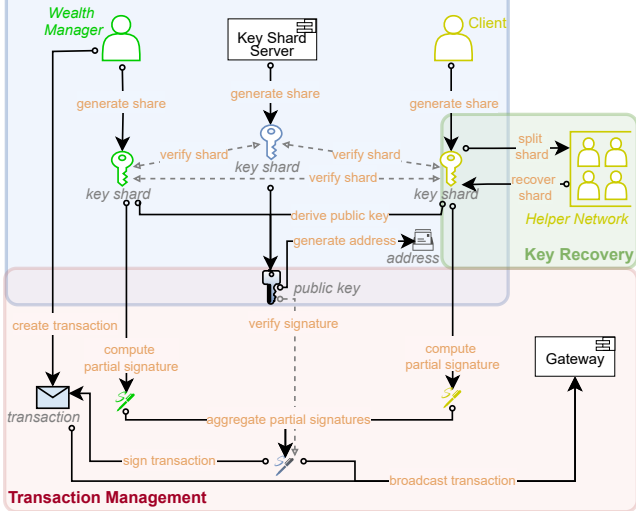 Wealth
Manager
Key Shard
Server
Client
generate share
generate share
generate share
verify shard
verify shard
verify shard
split
shard
recover
shard
key shard
key shard
key shard
Helper Network
derive public key
generate address
address
Key Recovery
public key
create transaction
verify signature
compute
partial signature
compute
partial signature
Gateway
transaction
aggregate partial signatures
sign transaction
broadcast transaction
Transaction Management